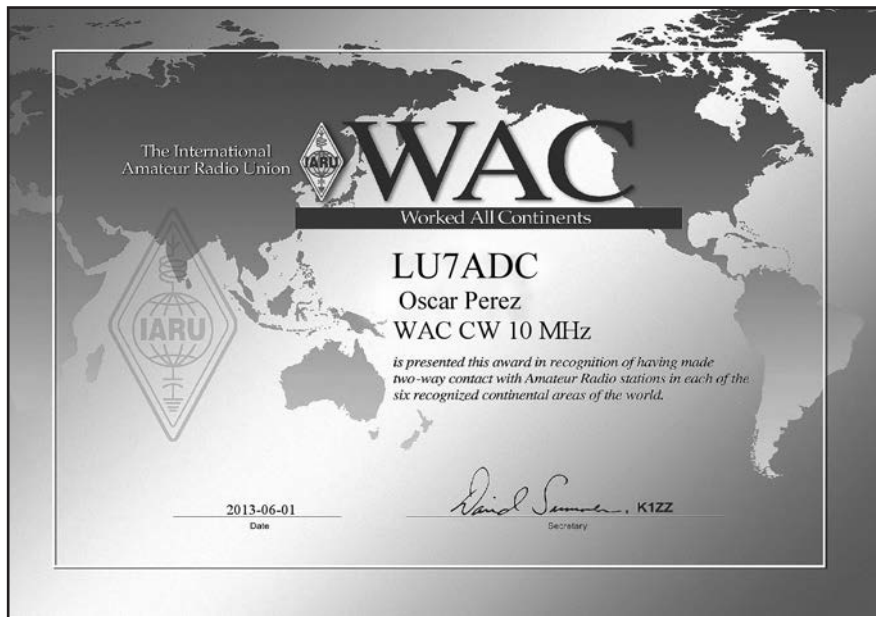 The International
Amateur Radio Union
IARU
WAC
Worked All Continents
IARU
LU7ADC
Oscar Perez
WAC CW 10 MHz
is presented this award in recognition of having made
two-way contact with Amateur Radio stations in each of the
six recognized continental areas of the world.
2013-06-01
Date
David Sumner, K1ZZ
Secretary